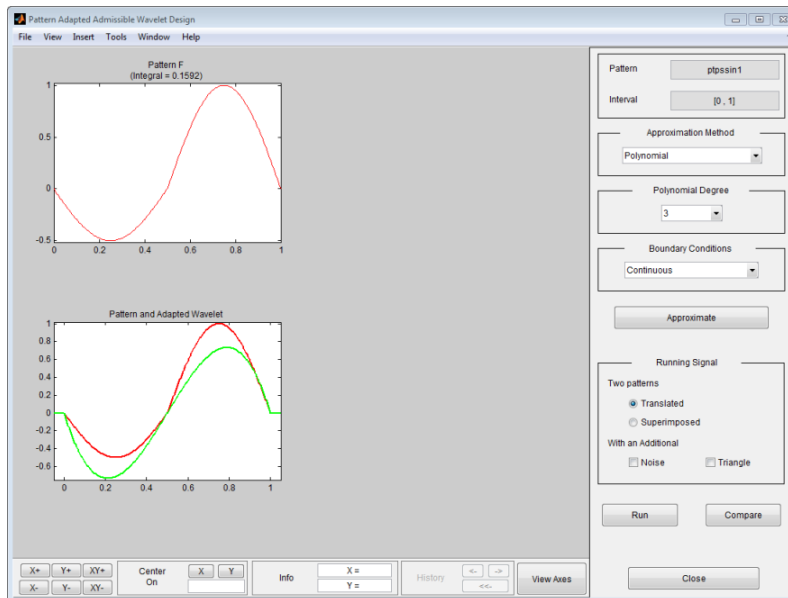 Pattern Adapted Admissible Wavelet Design
File View Insert Tools Window Help
Pattern F
(Integral = 0.1592)
1
0.5
0
-0.5
0 0.2 0.4 0.6 0.8 1
Pattern and Adapted Wavelet
1
0.8
0.6
0.4
0.2
0
-0.2
-0.4
-0.6
0 0.2 0.4 0.6 0.8 1
Pattern ptpssin1
Interval [0 , 1]
Approximation Method
Polynomial
Polynomial Degree
3
Boundary Conditions
Continuous
Approximate
Running Signal
Two patterns
Translated
Superimposed
With an Additional
Noise Triangle
Run Compare
Close
X+ Y+ XY+
X- Y- XY-
Center
On
X Y
Info
X =
Y =
History
<- ->
<<-
View Axes